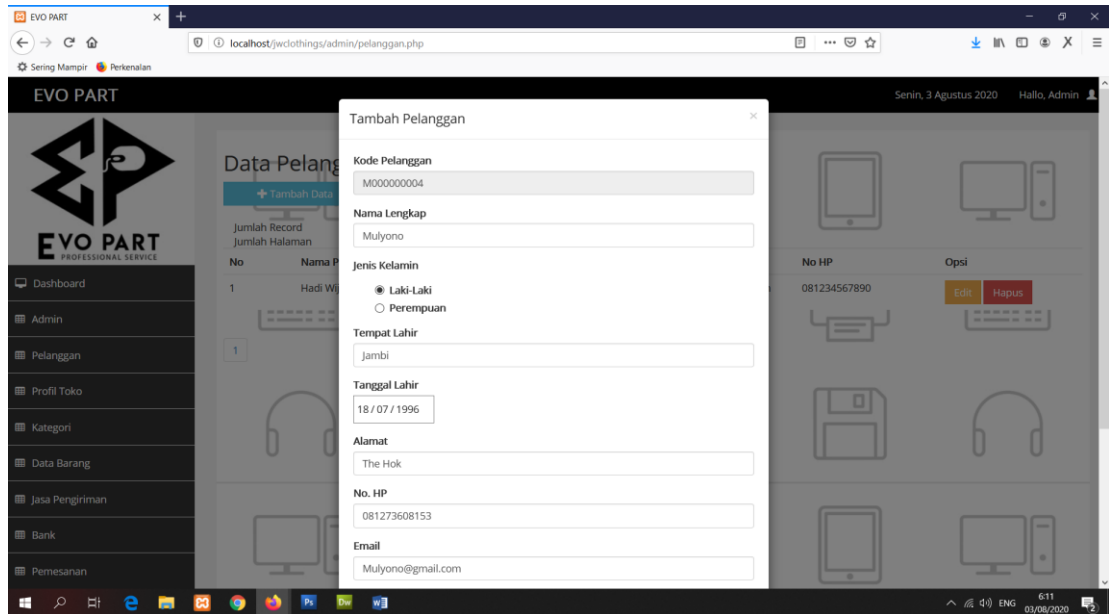 EVO PART
localhost/jwclothings/admin/pelanggan.php
Sering Mampir
Perkenalan
EVO PART
Senin, 3 Agustus 2020
Hallo, Admin
EVO PART
PROFESSIONAL SERVICE
Dashboard
Admin
Pelanggan
Profil Toko
Kategori
Data Barang
Jasa Pengiriman
Bank
Pemesanan
Data Pelang
Tambah Data
Jumlah Record
Jumlah Halaman
No Nama P No HP Opsi
1 Hadi Wij 081234567890 Edit Hapus
1
Tambah Pelanggan ×
Kode Pelanggan
M000000004
Nama Lengkap
Mulyono
Jenis Kelamin
Laki-Laki
Perempuan
Tempat Lahir
Jambi
Tanggal Lahir
18 / 07 / 1996
Alamat
The Hok
No. HP
081273608153
Email
Mulyono@gmail.com
Ps
Dw
ENG
6:11
03/08/2020
2